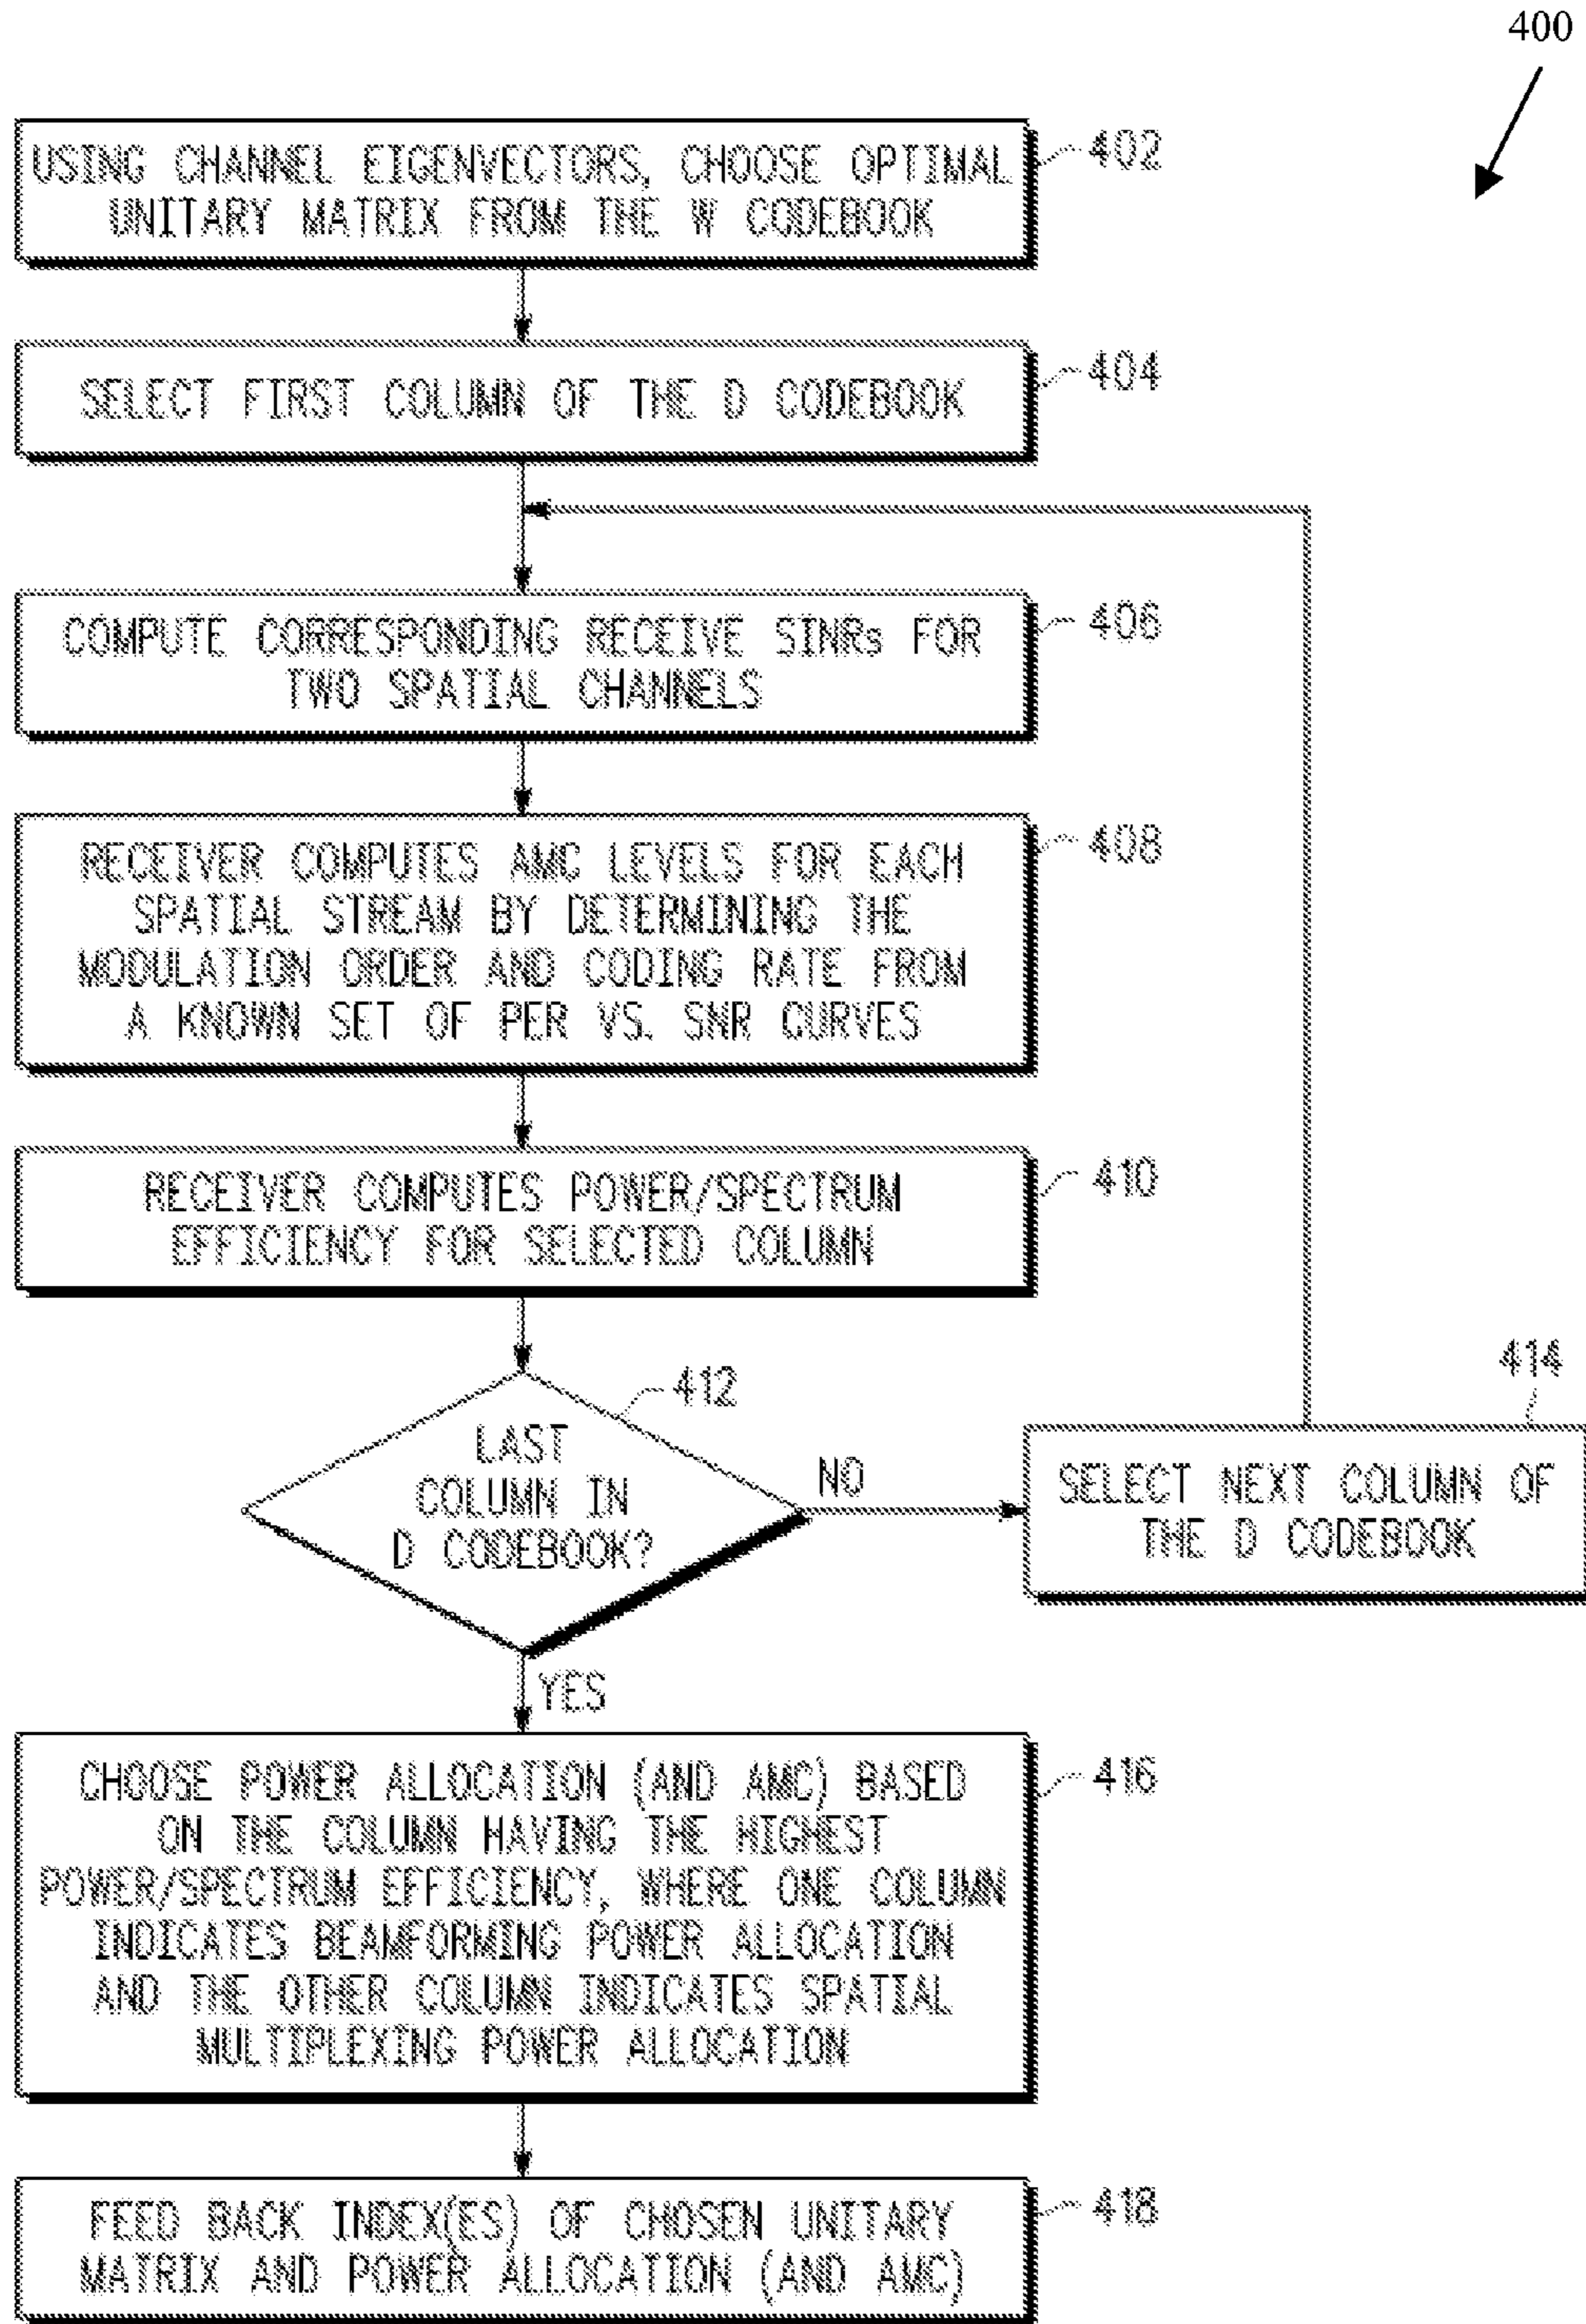 400
USING CHANNEL EIGENVECTORS, CHOOSE OPTIMAL
UNITARY MATRIX FROM THE W CODEBOOK
402
SELECT FIRST COLUMN OF THE D CODEBOOK
404
COMPUTE CORRESPONDING RECEIVE SINRs FOR
TWO SPATIAL CHANNELS
406
RECEIVER COMPUTES AMC LEVELS FOR EACH
SPATIAL STREAM BY DETERMINING THE
MODULATION ORDER AND CODING RATE FROM
A KNOWN SET OF PER VS. SNR CURVES
408
RECEIVER COMPUTES POWER/SPECTRUM
EFFICIENCY FOR SELECTED COLUMN
410
LAST
COLUMN IN
D CODEBOOK?
412
NO
SELECT NEXT COLUMN OF
THE D CODEBOOK
414
YES
CHOOSE POWER ALLOCATION (AND AMC) BASED
ON THE COLUMN HAVING THE HIGHEST
POWER/SPECTRUM EFFICIENCY, WHERE ONE COLUMN
INDICATES BEAMFORMING POWER ALLOCATION
AND THE OTHER COLUMN INDICATES SPATIAL
MULTIPLEXING POWER ALLOCATION
416
FEED BACK INDEX(ES) OF CHOSEN UNITARY
MATRIX AND POWER ALLOCATION (AND AMC)
418